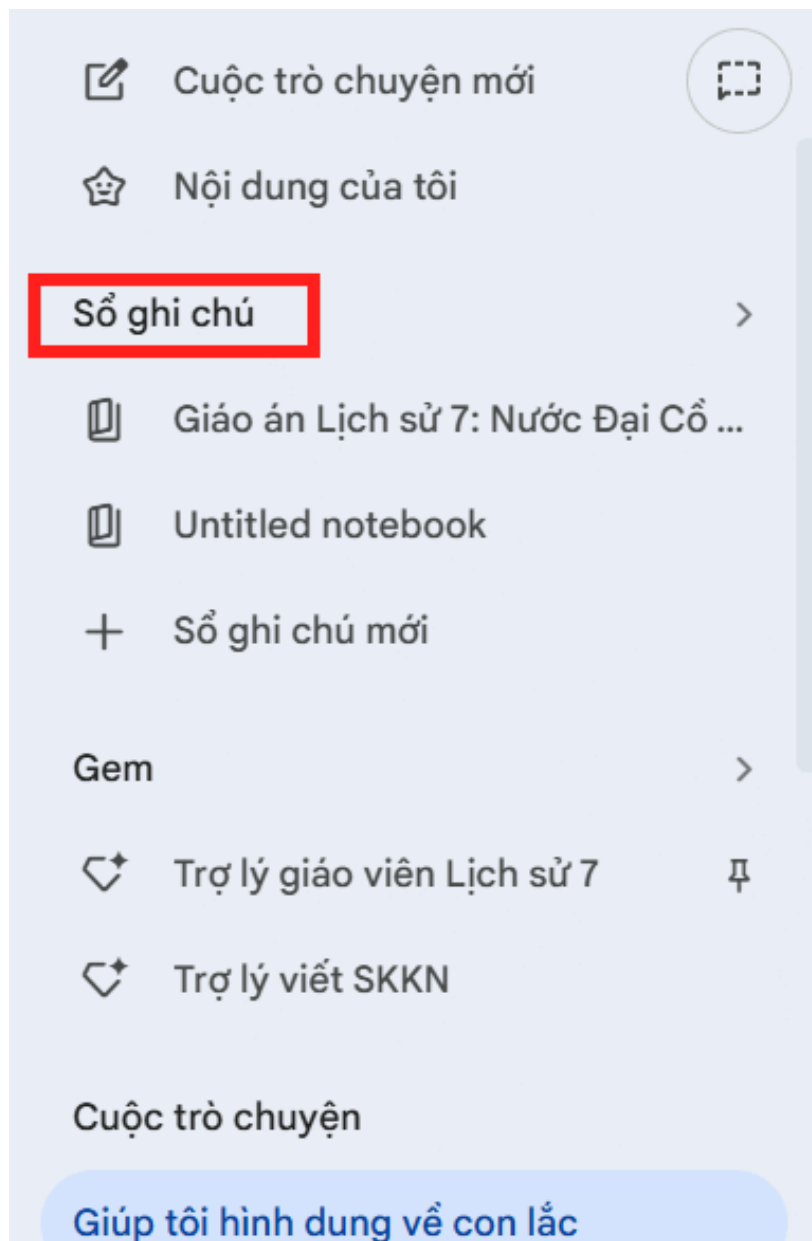 Cuộc trò chuyện mới
Nội dung của tôi
Sổ ghi chú
Giáo án Lịch sử 7: Nước Đại Cổ ...
Untitled notebook
Sổ ghi chú mới
Gem
Trợ lý giáo viên Lịch sử 7
Trợ lý viết SKKN
Cuộc trò chuyện
Giúp tôi hình dung về con lắc